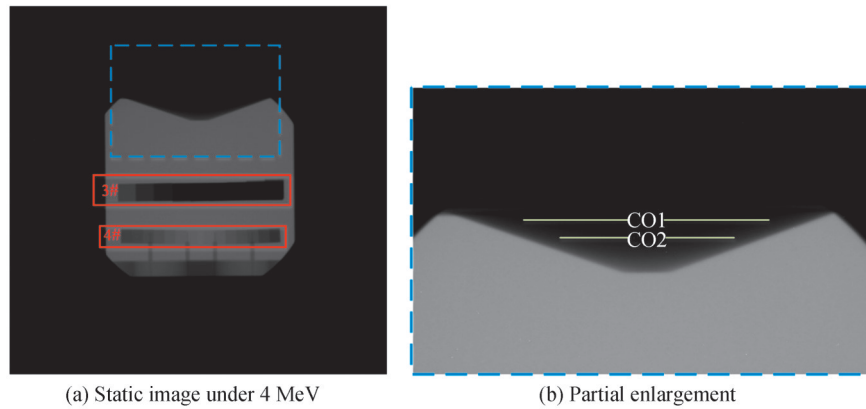 3#
4#
CO1
CO2
(a) Static image under 4 MeV
(b) Partial enlargement